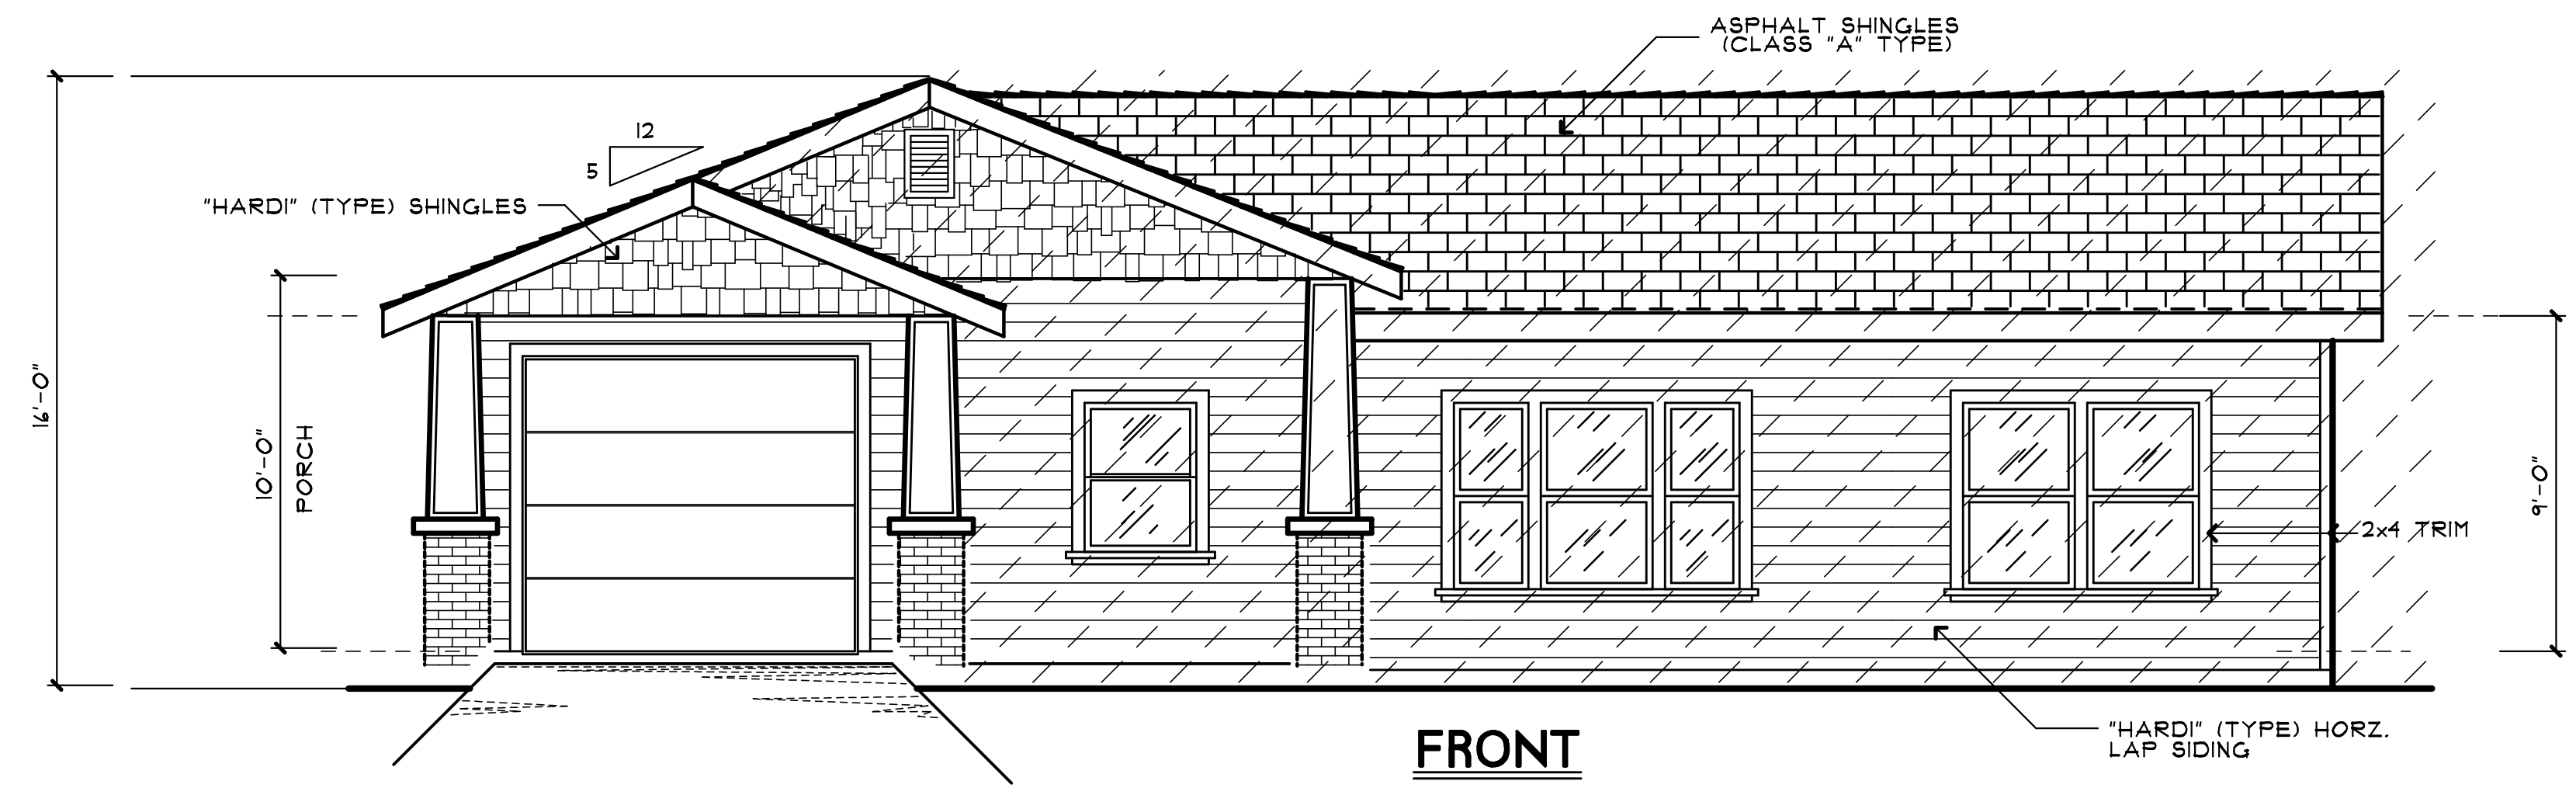 ASPHALT SHINGLES
(CLASS "A" TYPE)
12
5
"HARDI" (TYPE) SHINGLES
16'-0"
10'-0"
PORCH
9'-0"
2x4 TRIM
"HARDI" (TYPE) HORZ.
LAP SIDING
FRONT